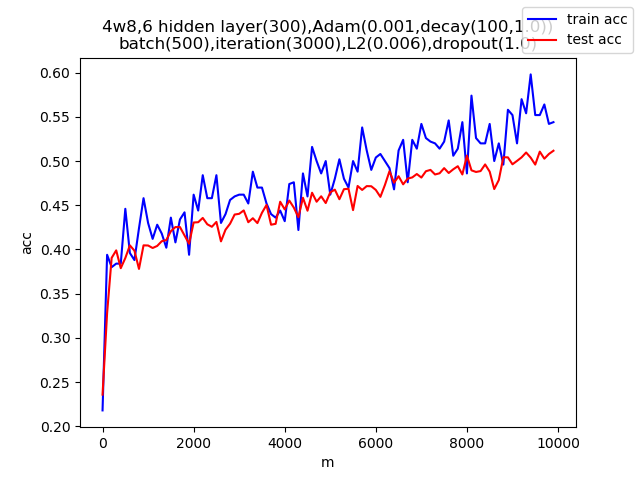 4w8,6 hidden layer(300),Adam(0.001,decay(100,1.0))
batch(500),iteration(3000),L2(0.006),dropout(1.0)
train acc
test acc
acc
0.60
0.55
0.50
0.45
0.40
0.35
0.30
0.25
0.20
0
2000
4000
6000
8000
10000
m